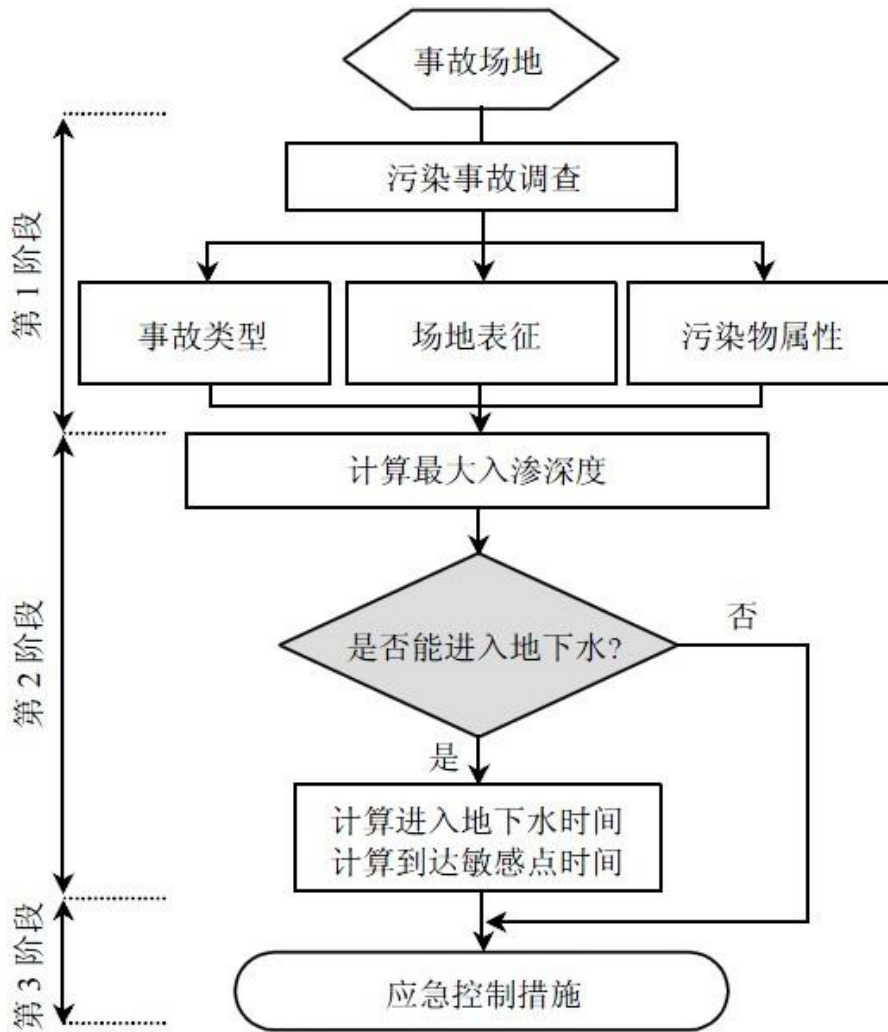 事故场地
第 1 阶段
污染事故调查
事故类型
场地表征
污染物属性
第 2 阶段
计算最大入渗深度
是否能进入地下水?
否
是
计算进入地下水时间
计算到达敏感点时间
第 3 阶段
应急控制措施